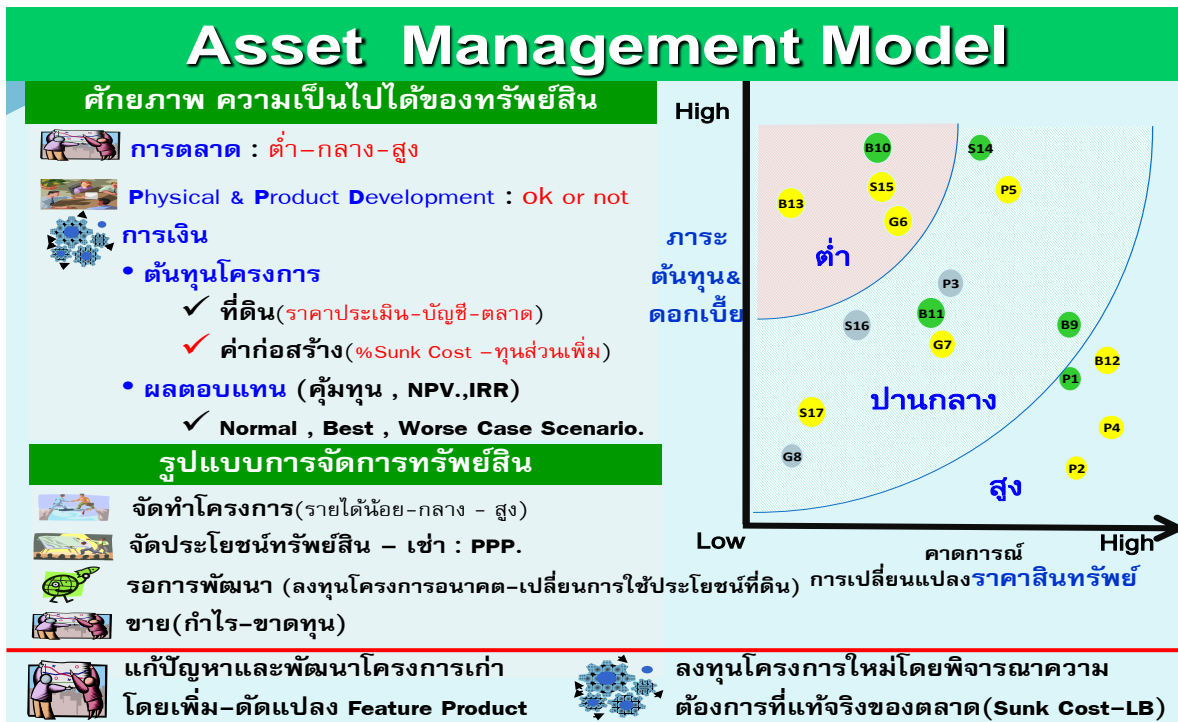 Asset Management Model
ศักยภาพ ความเป็นไปได้ของทรัพย์สิน
การตลาด : ต่ำ-กลาง-สูง
Physical & Product Development : ok or not
การเงิน
• ต้นทุนโครงการ
✓ ที่ดิน(ราคาประเมิน-บัญชี-ตลาด)
✓ ค่าก่อสร้าง(%Sunk Cost –ทุนส่วนเพิ่ม)
• ผลตอบแทน (คุ้มทุน , NPV.,IRR)
✓ Normal , Best , Worse Case Scenario.
รูปแบบการจัดการทรัพย์สิน
จัดทำโครงการ(รายได้น้อย-กลาง - สูง)
จัดประโยชน์ทรัพย์สิน – เช่า : PPP.
รอการพัฒนา (ลงทุนโครงการอนาคต-เปลี่ยนการใช้ประโยชน์ที่ดิน)
ขาย(กำไร-ขาดทุน)
High
ภาระ
ต้นทุน&
ดอกเบี้ย
B10
S14
S15
P5
B13
G6
ต่ำ
P3
B11
S16
B9
G7
B12
P1
ปานกลาง
S17
P4
G8
P2
สูง
Low
High
คาดการณ์
การเปลี่ยนแปลงราคาสินทรัพย์
แก้ปัญหาและพัฒนาโครงการเก่า
โดยเพิ่ม-ดัดแปลง Feature Product
ลงทุนโครงการใหม่โดยพิจารณาความ
ต้องการที่แท้จริงของตลาด(Sunk Cost-LB)